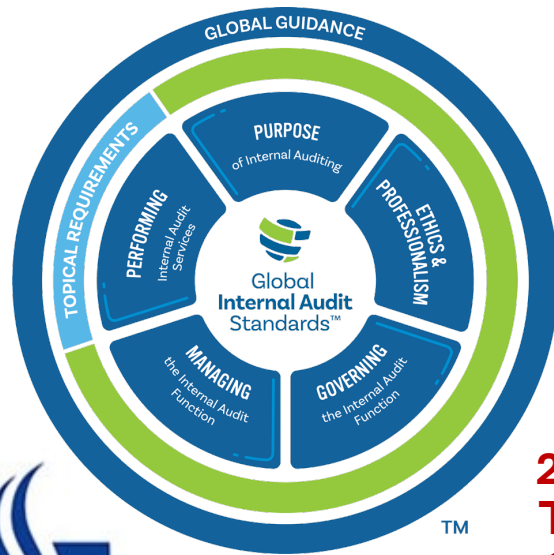 GLOBAL GUIDANCE
TOPICAL REQUIREMENTS
PURPOSE
of Internal Auditing
ETHICS &
PROFESSIONALISM
GOVERNING
the Internal Audit
Function
MANAGING
the Internal Audit
Function
PERFORMING
Internal Audit
Services
Global
Internal Audit
Standards™
TM
2
T